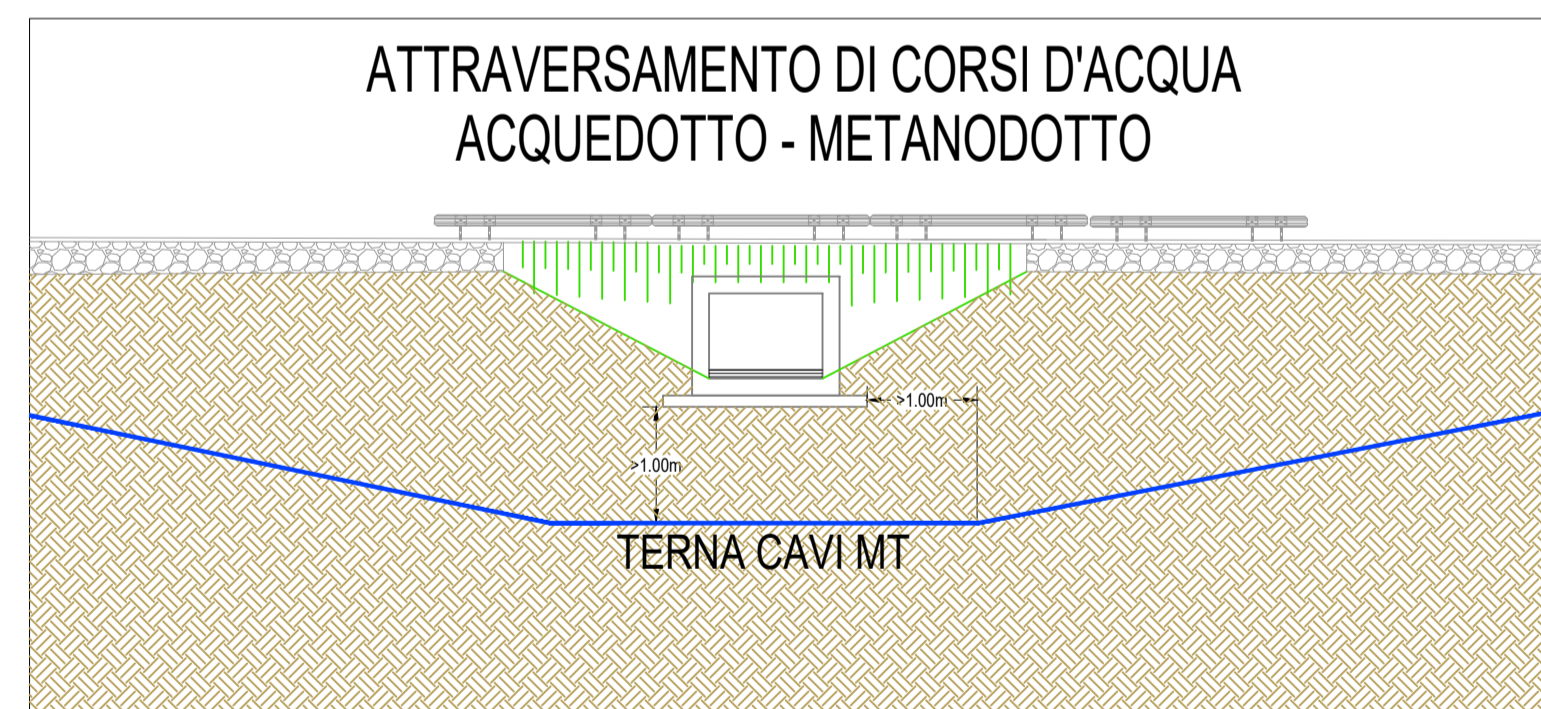 ATTRAVERSAMENTO DI CORSI D'ACQUA
ACQUEDOTTO - METANODOTTO
>1.00m
>1.00m
TERNA CAVI MT